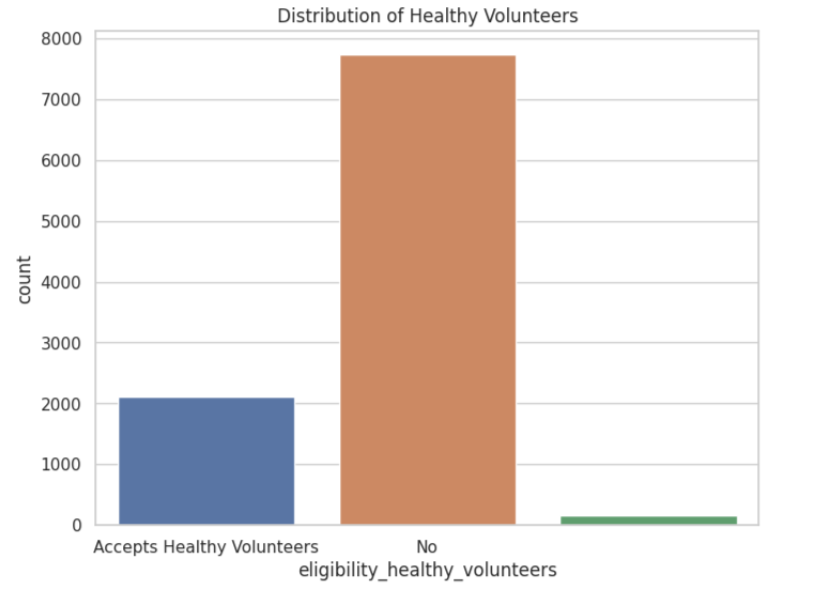 Distribution of Healthy Volunteers
8000
7000
6000
5000
4000
3000
2000
1000
0
count
Accepts Healthy Volunteers
No
eligibility_healthy_volunteers